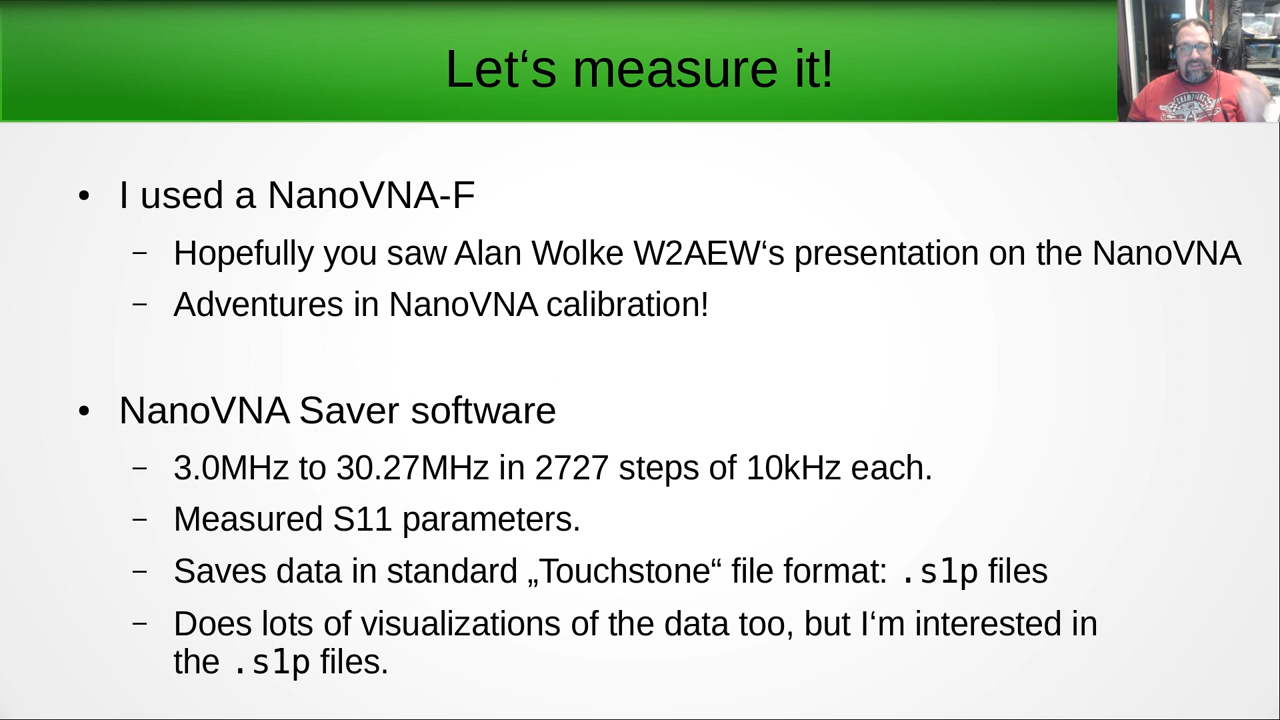 Let‘s measure it!
• I used a NanoVNA-F
– Hopefully you saw Alan Wolke W2AEW‘s presentation on the NanoVNA
– Adventures in NanoVNA calibration!
• NanoVNA Saver software
– 3.0MHz to 30.27MHz in 2727 steps of 10kHz each.
– Measured S11 parameters.
– Saves data in standard „Touchstone“ file format: .s1p files
– Does lots of visualizations of the data too, but I‘m interested in
the .s1p files.